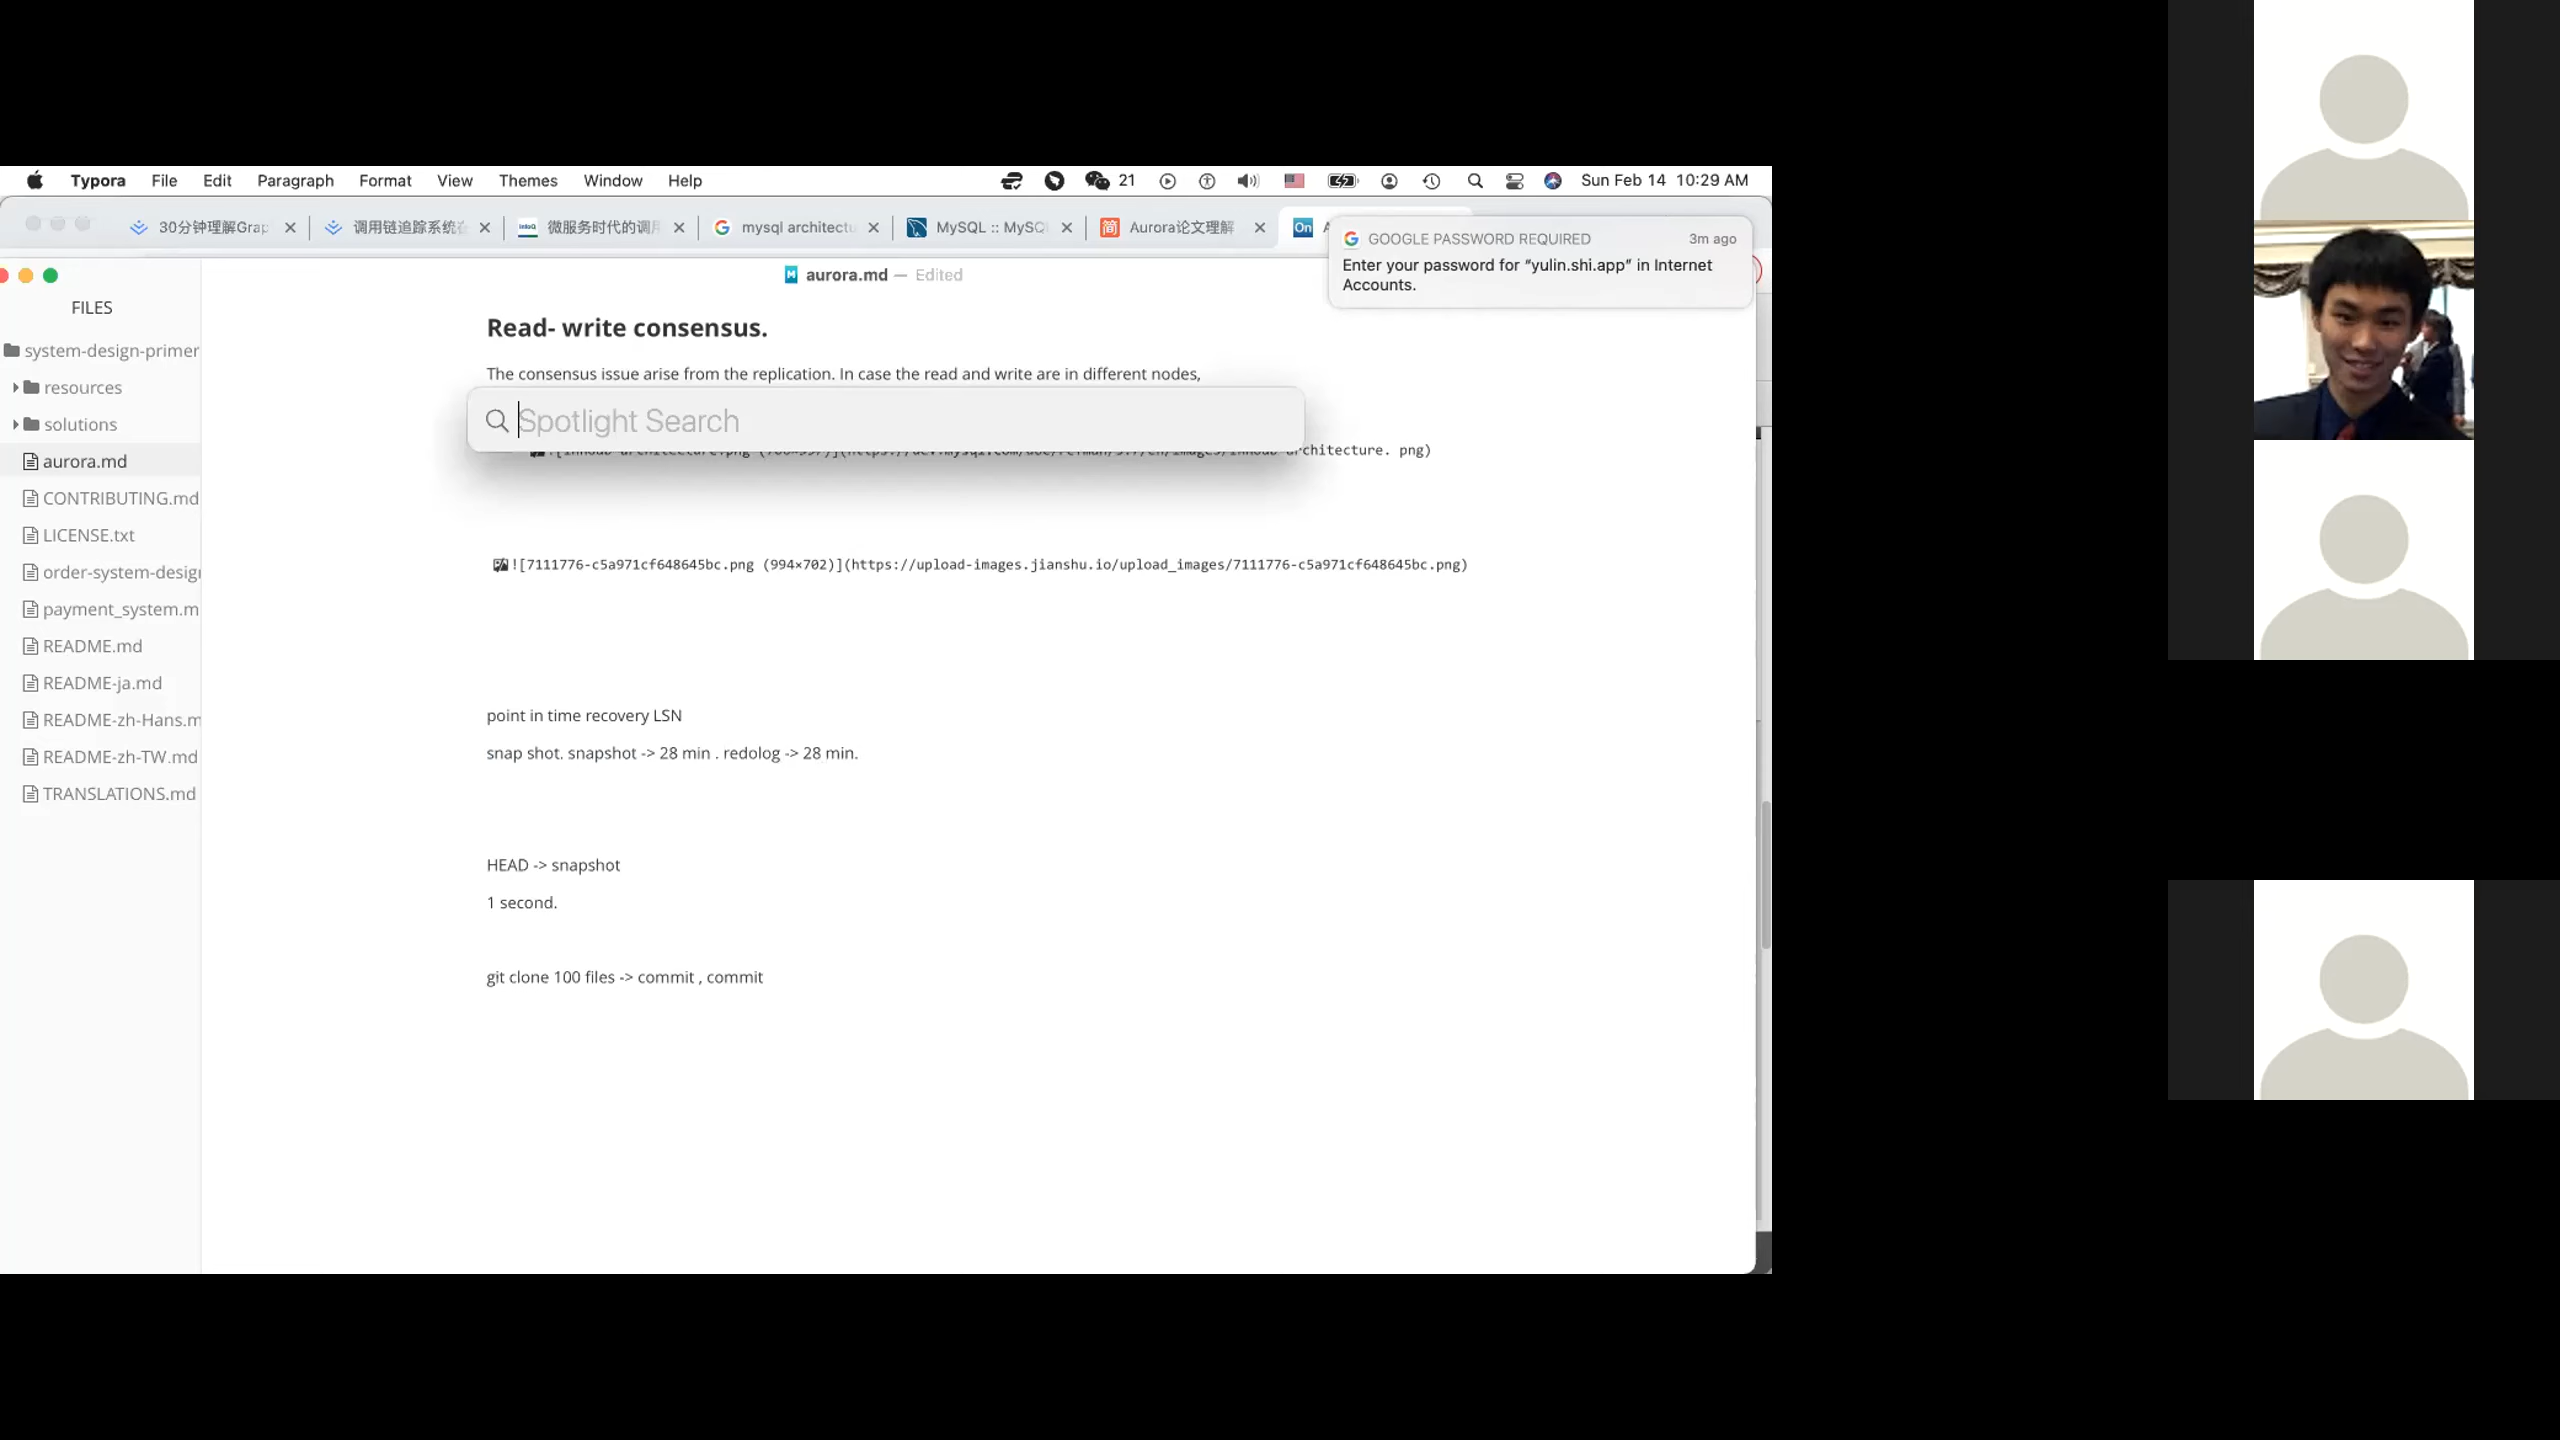 Typora File Edit Paragraph Format View Themes Window Help 21 Sun Feb 14 10:29 AM
30分钟理解Grap 调用链追踪系统在 InfoQ 微服务时代的调用 mysql architectu MySQL :: MySQL 简 Aurora论文理解 On A
GOOGLE PASSWORD REQUIRED 3m ago
Enter your password for “yulin.shi.app” in Internet
Accounts.
aurora.md — Edited
FILES
system-design-primer
resources
solutions
aurora.md
CONTRIBUTING.md
LICENSE.txt
order-system-desig
payment_system.m
README.md
README-ja.md
README-zh-Hans.m
README-zh-TW.md
TRANSLATIONS.md
Read- write consensus.
The consensus issue arise from the replication. In case the read and write are in different nodes,
Spotlight Search
chitecture. png)
![7111776-c5a971cf648645bc.png (994×702)](https://upload-images.jianshu.io/upload_images/7111776-c5a971cf648645bc.png)
point in time recovery LSN
snap shot. snapshot -> 28 min . redolog -> 28 min.
HEAD -> snapshot
1 second.
git clone 100 files -> commit , commit